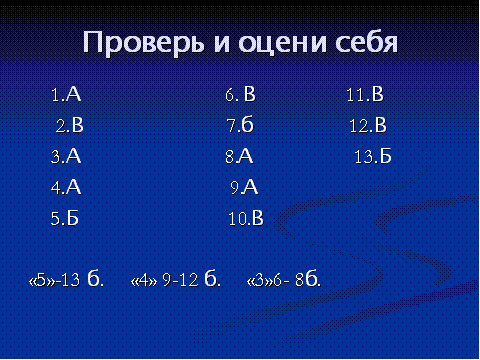 Проверь и оцени себя
1.А 6. В 11.В
2.В 7.б 12.В
3.А 8.А 13.Б
4.А 9.А
5.Б 10.В
«5»-13 б. «4» 9-12 б. «3»6- 8б.